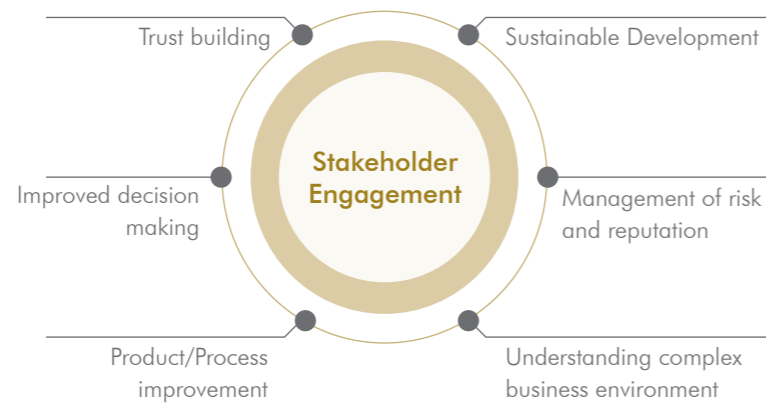 Trust building
Sustainable Development
Stakeholder
Engagement
Improved decision
making
Management of risk
and reputation
Product/Process
improvement
Understanding complex
business environment